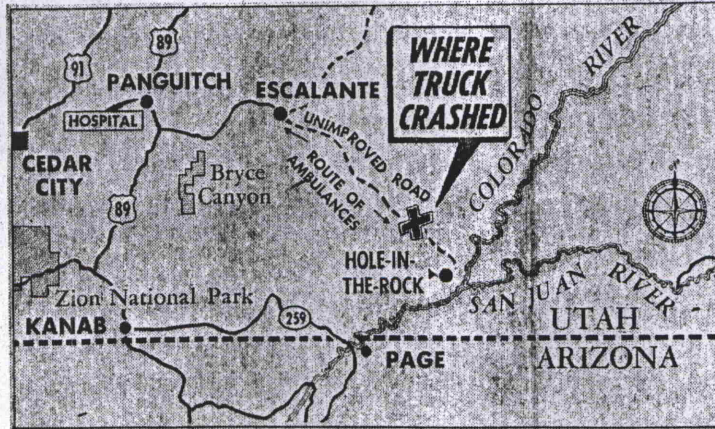 89
91
PANGUITCH
ESCALANTE
HOSPITAL
WHERE
TRUCK
CRASHED
COLORADO RIVER
UNIMPROVED ROAD
ROUTE OF
AMBULANCES
CEDAR
CITY
89
Bryce
Canyon
HOLE-IN-
THE-ROCK
SAN JUAN RIVER
Zion National Park
KANAB
259
UTAH
PAGE
ARIZONA